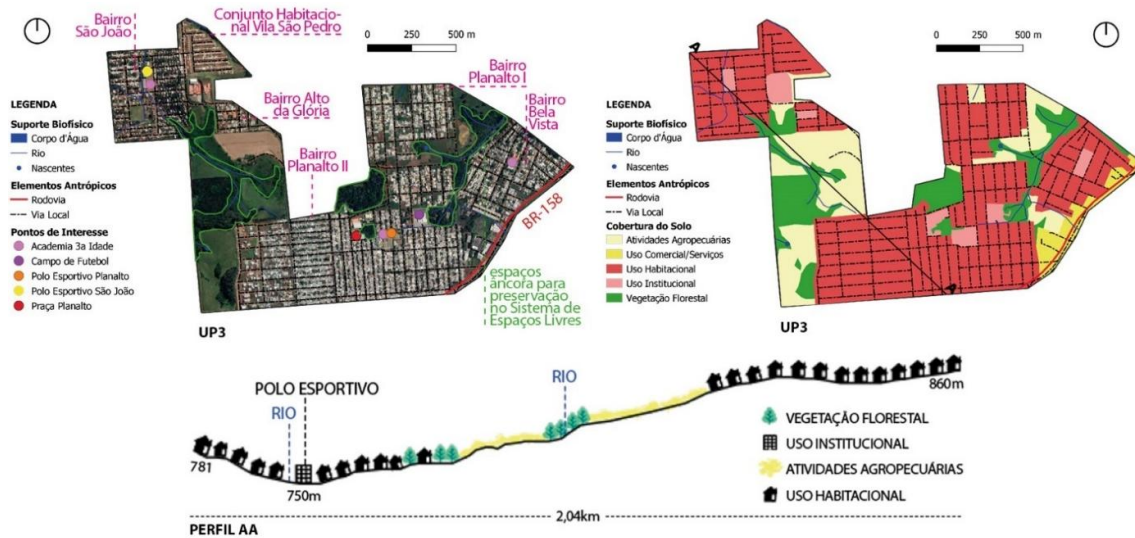 Bairro
São João
Conjunto Habitacio-
nal Vila São Pedro
0 250 500 m
Bairro
Planalto I
Bairro
Bela
Vista
Bairro Alto
da Glória
Bairro
Planalto II
BR-158
espaços
âncora para
preservação
no Sistema de
Espaços Livres
LEGENDA
Suporte Biofísico
Corpo d'Água
Rio
Nascentes
Elementos Antrópicos
Rodovia
Via Local
Pontos de Interesse
Academia 3a Idade
Campo de Futebol
Polo Esportivo Planalto
Polo Esportivo São João
Praça Planalto
UP3
A
0 250 500 m
LEGENDA
Suporte Biofísico
Corpo d'Água
Rio
Nascentes
Elementos Antrópicos
Rodovia
Via Local
Cobertura do Solo
Atividades Agropecuárias
Uso Comercial/Serviços
Uso Habitacional
Uso Institucional
Vegetação Florestal
A
UP3
POLO ESPORTIVO
RIO
RIO
781
750m
860m
VEGETAÇÃO FLORESTAL
USO INSTITUCIONAL
ATIVIDADES AGROPECUÁRIAS
USO HABITACIONAL
2,04km
PERFIL AA